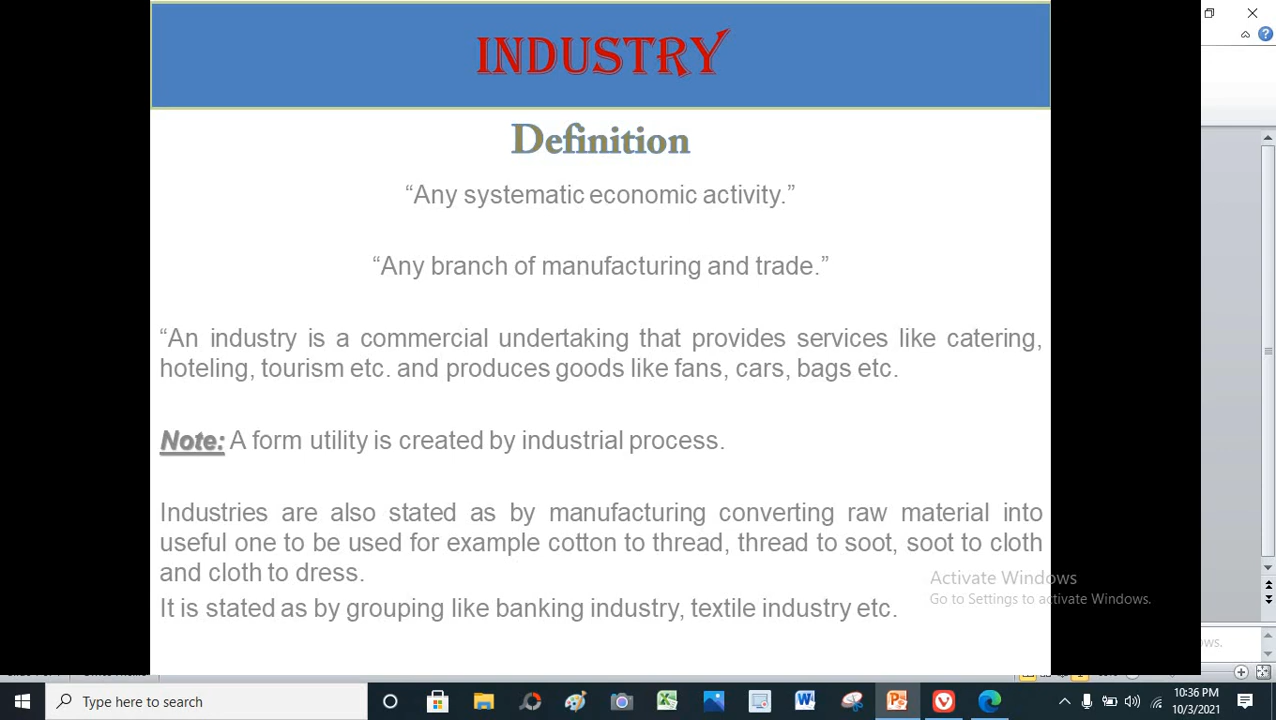 INDUSTRY
Definition
“Any systematic economic activity.”
“Any branch of manufacturing and trade.”
“An industry is a commercial undertaking that provides services like catering,
hoteling, tourism etc. and produces goods like fans, cars, bags etc.
Note: A form utility is created by industrial process.
Industries are also stated as by manufacturing converting raw material into
useful one to be used for example cotton to thread, thread to soot, soot to cloth
and cloth to dress.
It is stated as by grouping like banking industry, textile industry etc.
Activate Windows
Go to Settings to activate Windows.
ws.
Type here to search
10:36 PM
10/3/2021